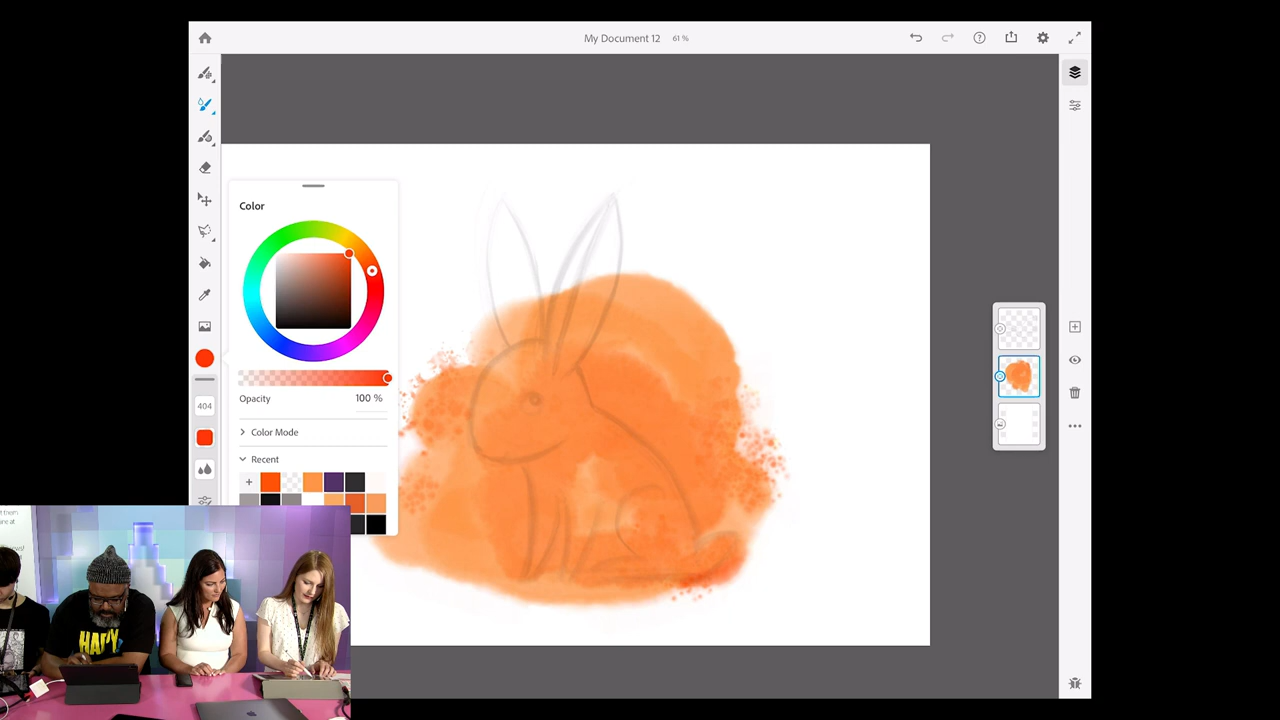 My Document 12 61 %
Color
Opacity 100 %
404
Color Mode
Recent
HAPPY